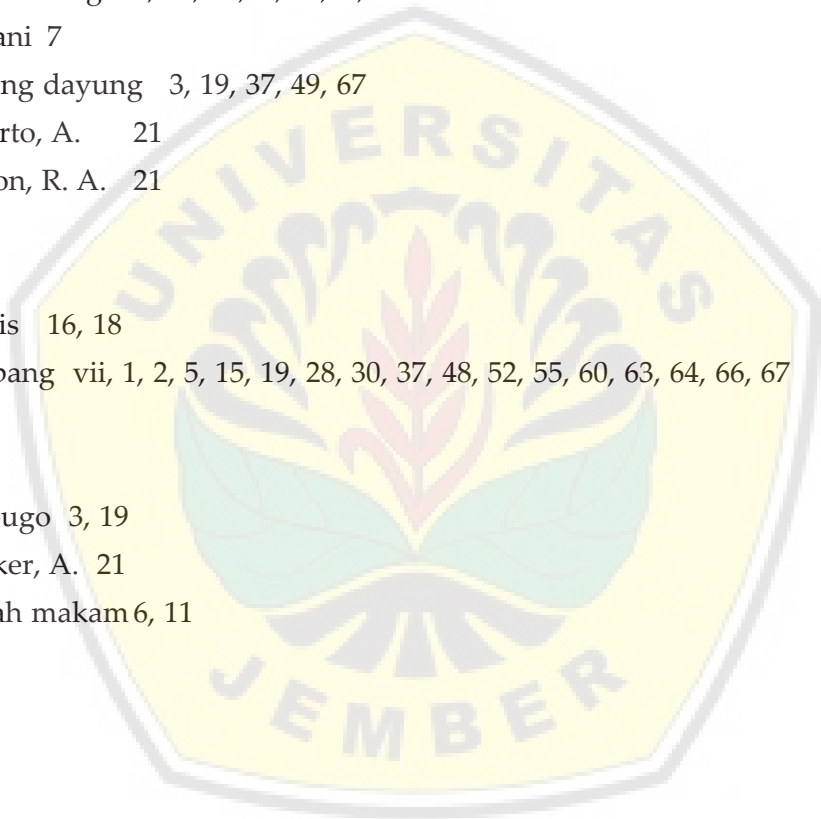 ani 7
ng dayung 3, 19, 37, 49, 67
rto, A. 21
on, R. A. 21
is 16, 18
bang vii, 1, 2, 5, 15, 19, 28, 30, 37, 48, 52, 55, 60, 63, 64, 66, 67
ugo 3, 19
ker, A. 21
ah makam 6, 11
UNIVERSITAS
JEMBER